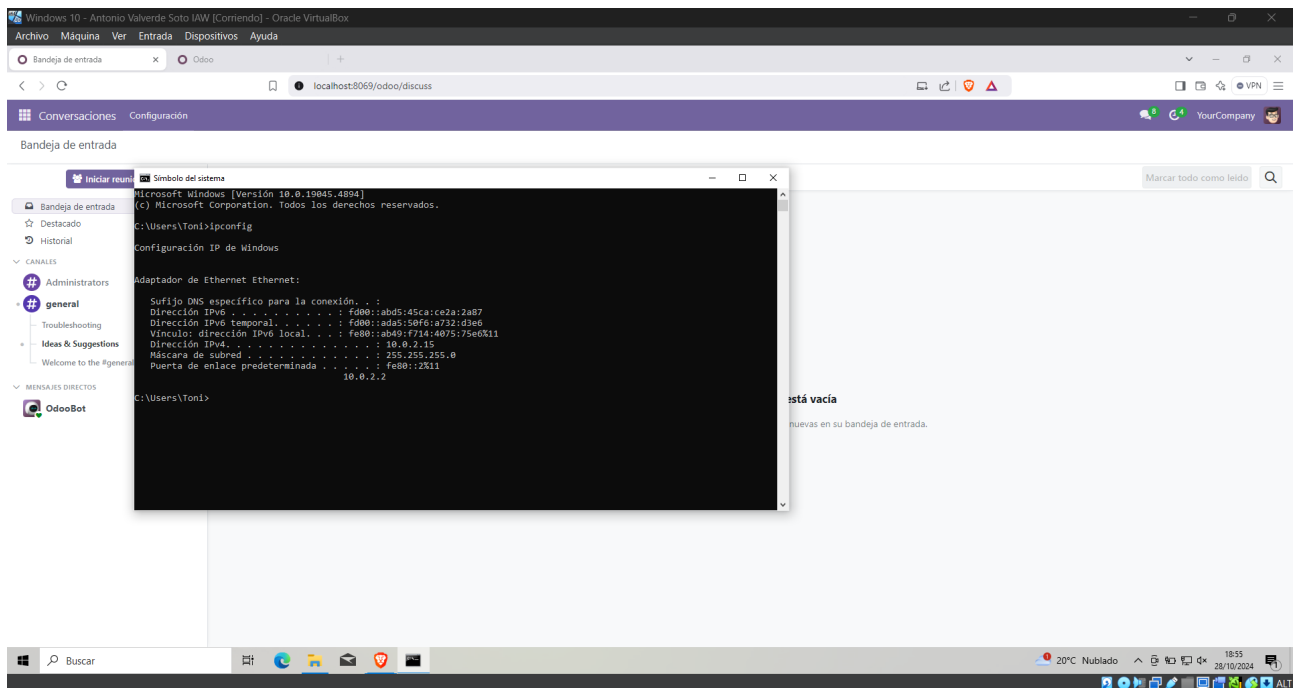 Windows 10 - Antonio Valverde Soto IAW [Corriendo] - Oracle VirtualBox
Archivo Máquina Ver Entrada Dispositivos Ayuda
Bandeja de entrada
Odoo
localhost:8069/odoo/discuss
VPN
Conversaciones Configuración
8
4
YourCompany
Bandeja de entrada
Iniciar reuni
Marcar todo como leído
Bandeja de entrada
Destacado
Historial
CANALES
Administrators
general
Troubleshooting
Ideas & Suggestions
Welcome to the #general
MENSAJES DIRECTOS
OdooBot
Símbolo del sistema
Microsoft Windows [Versión 10.0.19045.4894]
(c) Microsoft Corporation. Todos los derechos reservados.
C:\Users\Toni>ipconfig
Configuración IP de Windows
Adaptador de Ethernet Ethernet:
Sufijo DNS específico para la conexión. . :
Dirección IPv6 . . . . . . . . . . : fd00::abd5:45ca:ce2a:2a87
Dirección IPv6 temporal. . . . . . : fd00::ada5:50f6:a732:d3e6
Vínculo: dirección IPv6 local. . . : fe80::ab49:f714:4075:75e6%11
Dirección IPv4. . . . . . . . . . . . . . : 10.0.2.15
Máscara de subred . . . . . . . . . . . . : 255.255.255.0
Puerta de enlace predeterminada . . . . . : fe80::2%11
10.0.2.2
C:\Users\Toni>
está vacía
nuevas en su bandeja de entrada.
Buscar
20°C Nublado
18:55
28/10/2024
ALT